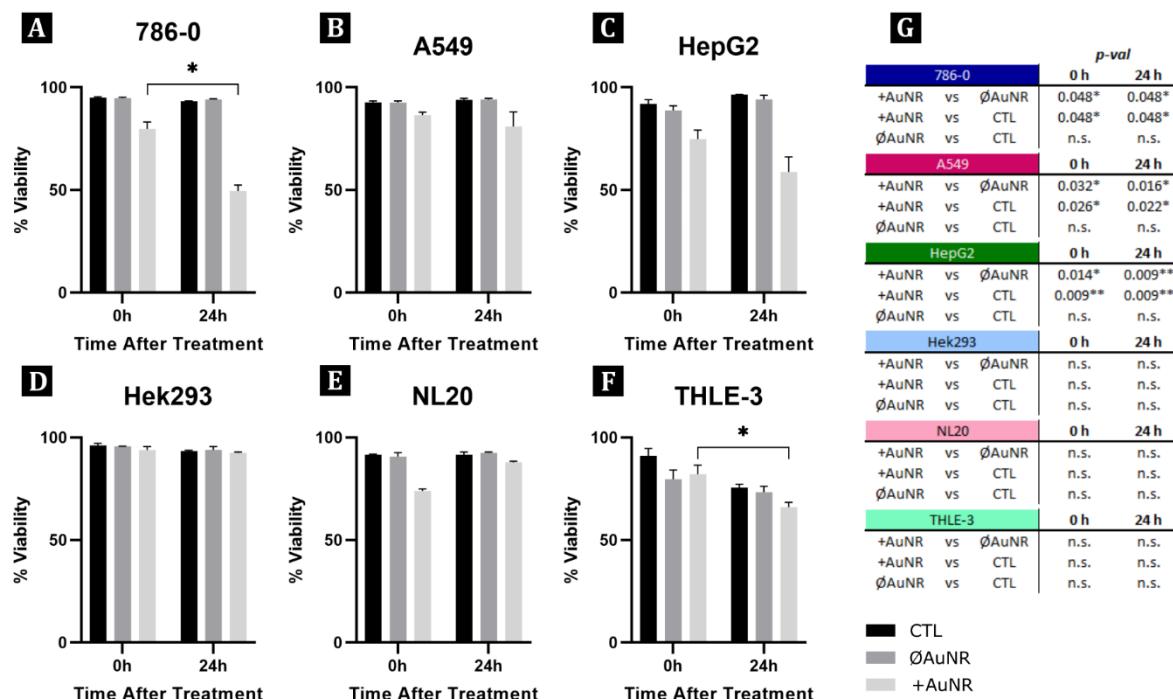 A
786-0
*
% Viability
100
50
0
0h 24h
Time After Treatment
B
A549
% Viability
100
50
0
0h 24h
Time After Treatment
C
HepG2
% Viability
100
50
0
0h 24h
Time After Treatment
D
Hek293
% Viability
100
50
0
0h 24h
Time After Treatment
E
NL20
% Viability
100
50
0
0h 24h
Time After Treatment
F
THLE-3
*
% Viability
100
50
0
0h 24h
Time After Treatment
G
p-val
786-0 0 h 24 h
+AuNR vs ØAuNR 0.048* 0.048*
+AuNR vs CTL 0.048* 0.048*
ØAuNR vs CTL n.s. n.s.
A549 0 h 24 h
+AuNR vs ØAuNR 0.032* 0.016*
+AuNR vs CTL 0.026* 0.022*
ØAuNR vs CTL n.s. n.s.
HepG2 0 h 24 h
+AuNR vs ØAuNR 0.014* 0.009**
+AuNR vs CTL 0.009** 0.009**
ØAuNR vs CTL n.s. n.s.
Hek293 0 h 24 h
+AuNR vs ØAuNR n.s. n.s.
+AuNR vs CTL n.s. n.s.
ØAuNR vs CTL n.s. n.s.
NL20 0 h 24 h
+AuNR vs ØAuNR n.s. n.s.
+AuNR vs CTL n.s. n.s.
ØAuNR vs CTL n.s. n.s.
THLE-3 0 h 24 h
+AuNR vs ØAuNR n.s. n.s.
+AuNR vs CTL n.s. n.s.
ØAuNR vs CTL n.s. n.s.
CTL
ØAuNR
+AuNR